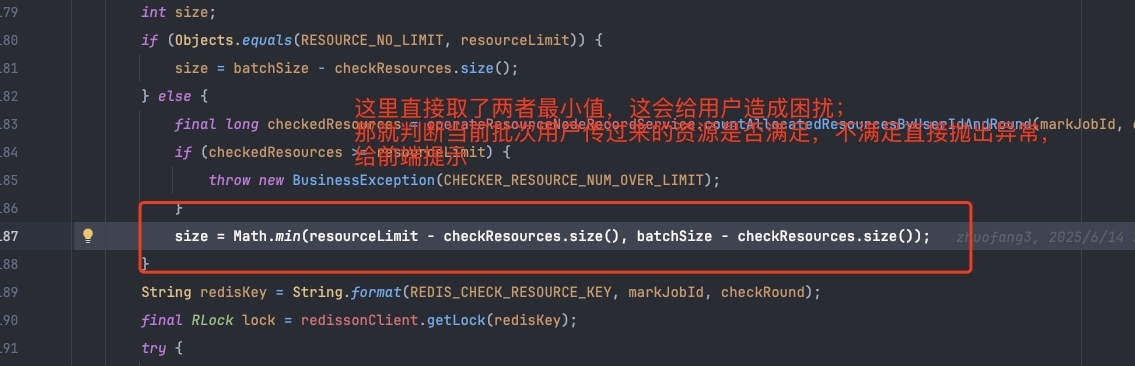 179 int size;
180 if (Objects.equals(RESOURCE_NO_LIMIT, resourceLimit)) {
181 size = batchSize - checkResources.size();
182 } else {
这里直接取了两者最小值，这会给用户造成困扰；
183 final long checkedResources = operateResourceNodeRecordService.countAllocatedResourcesByUserIdAndRound(markJobId,
那就判断当前批次用户传过来的资源是否满足，不满足直接抛出异常，
184 if (checkedResources >= resourceLimit) {
给前端提示
185 throw new BusinessException(CHECKER_RESOURCE_NUM_OVER_LIMIT);
186 }
187 size = Math.min(resourceLimit - checkResources.size(), batchSize - checkResources.size()); zhuofang3, 2025/6/14
188 }
189 String redisKey = String.format(REDIS_CHECK_RESOURCE_KEY, markJobId, checkRound);
190 final RLock lock = redissonClient.getLock(redisKey);
191 try {